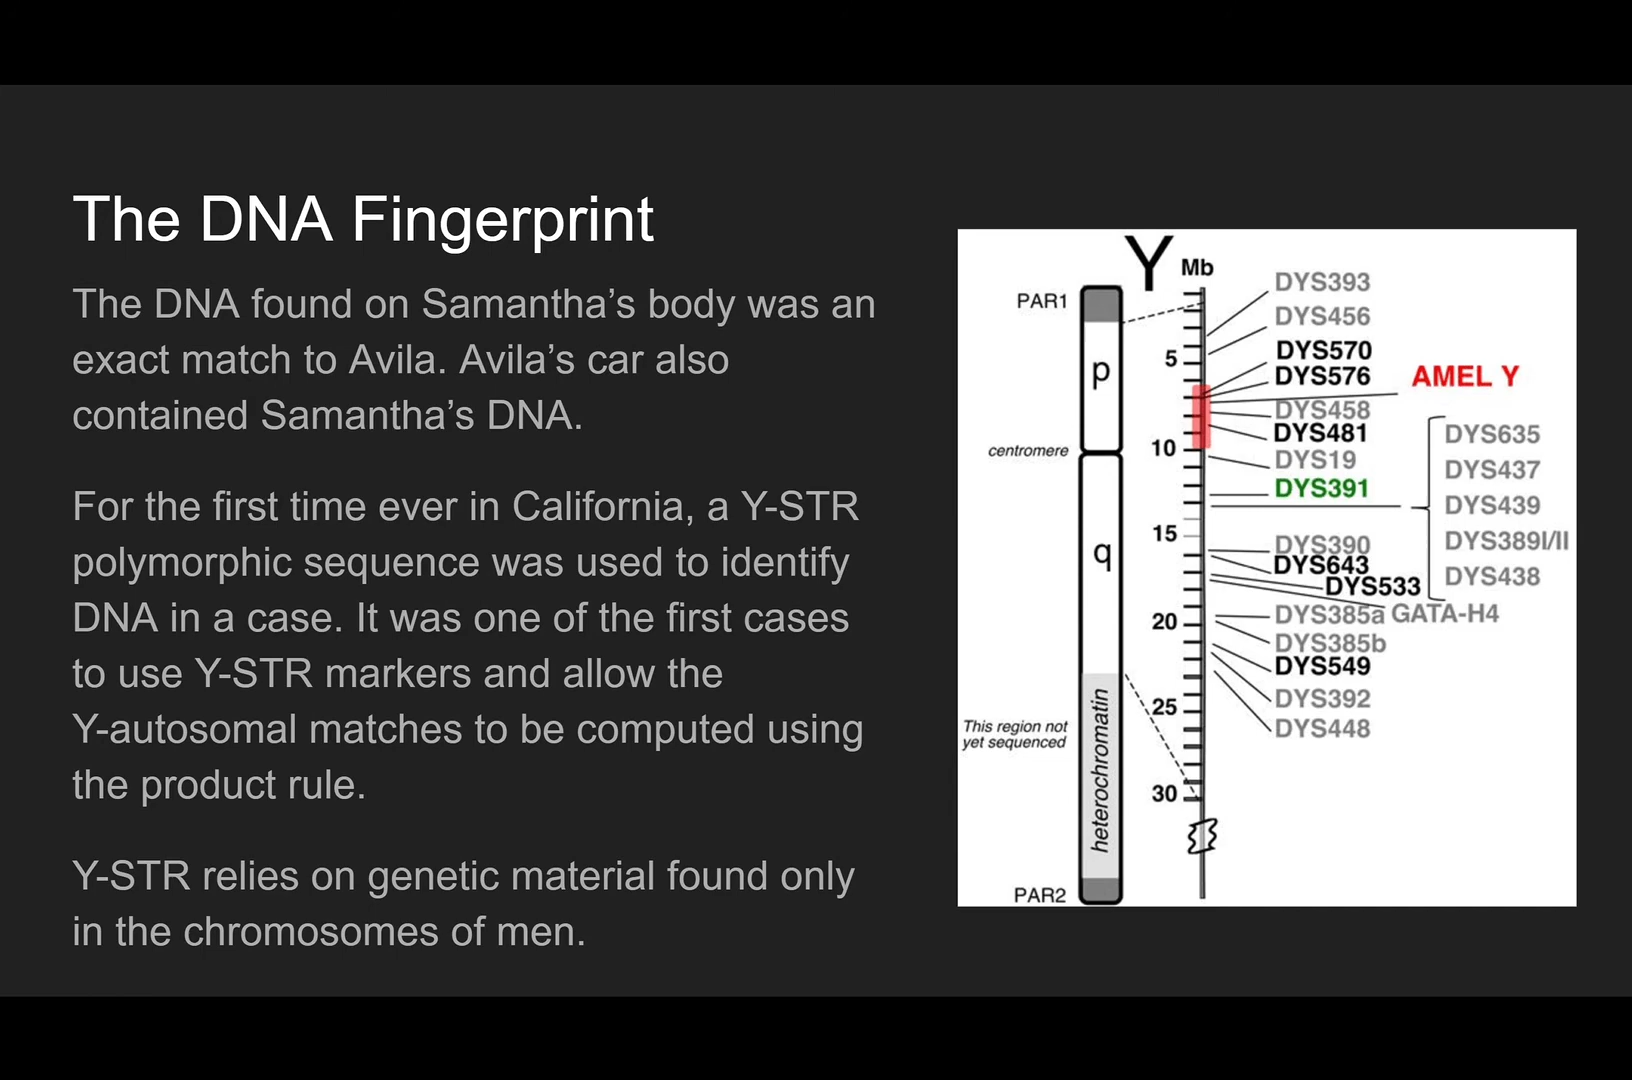 The DNA Fingerprint
The DNA found on Samantha’s body was an
exact match to Avila. Avila’s car also
contained Samantha’s DNA.
For the first time ever in California, a Y-STR
polymorphic sequence was used to identify
DNA in a case. It was one of the first cases
to use Y-STR markers and allow the
Y-autosomal matches to be computed using
the product rule.
Y-STR relies on genetic material found only
in the chromosomes of men.
Y
Mb
PAR1
p
centromere
q
This region not
yet sequenced
heterochromatin
PAR2
5
10
15
20
25
30
DYS393
DYS456
DYS570
DYS576
AMEL Y
DYS458
DYS481
DYS19
DYS391
DYS635
DYS437
DYS439
DYS389I/II
DYS438
DYS390
DYS643
DYS533
DYS385a GATA-H4
DYS385b
DYS549
DYS392
DYS448